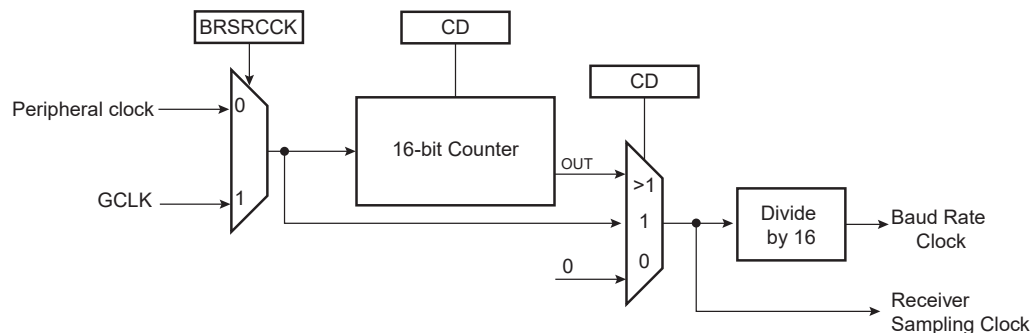 BRSRCCK
CD
CD
Peripheral clock
0
16-bit Counter
OUT
>1
GCLK
1
1
Divide
by 16
Baud Rate
Clock
0
0
Receiver
Sampling Clock